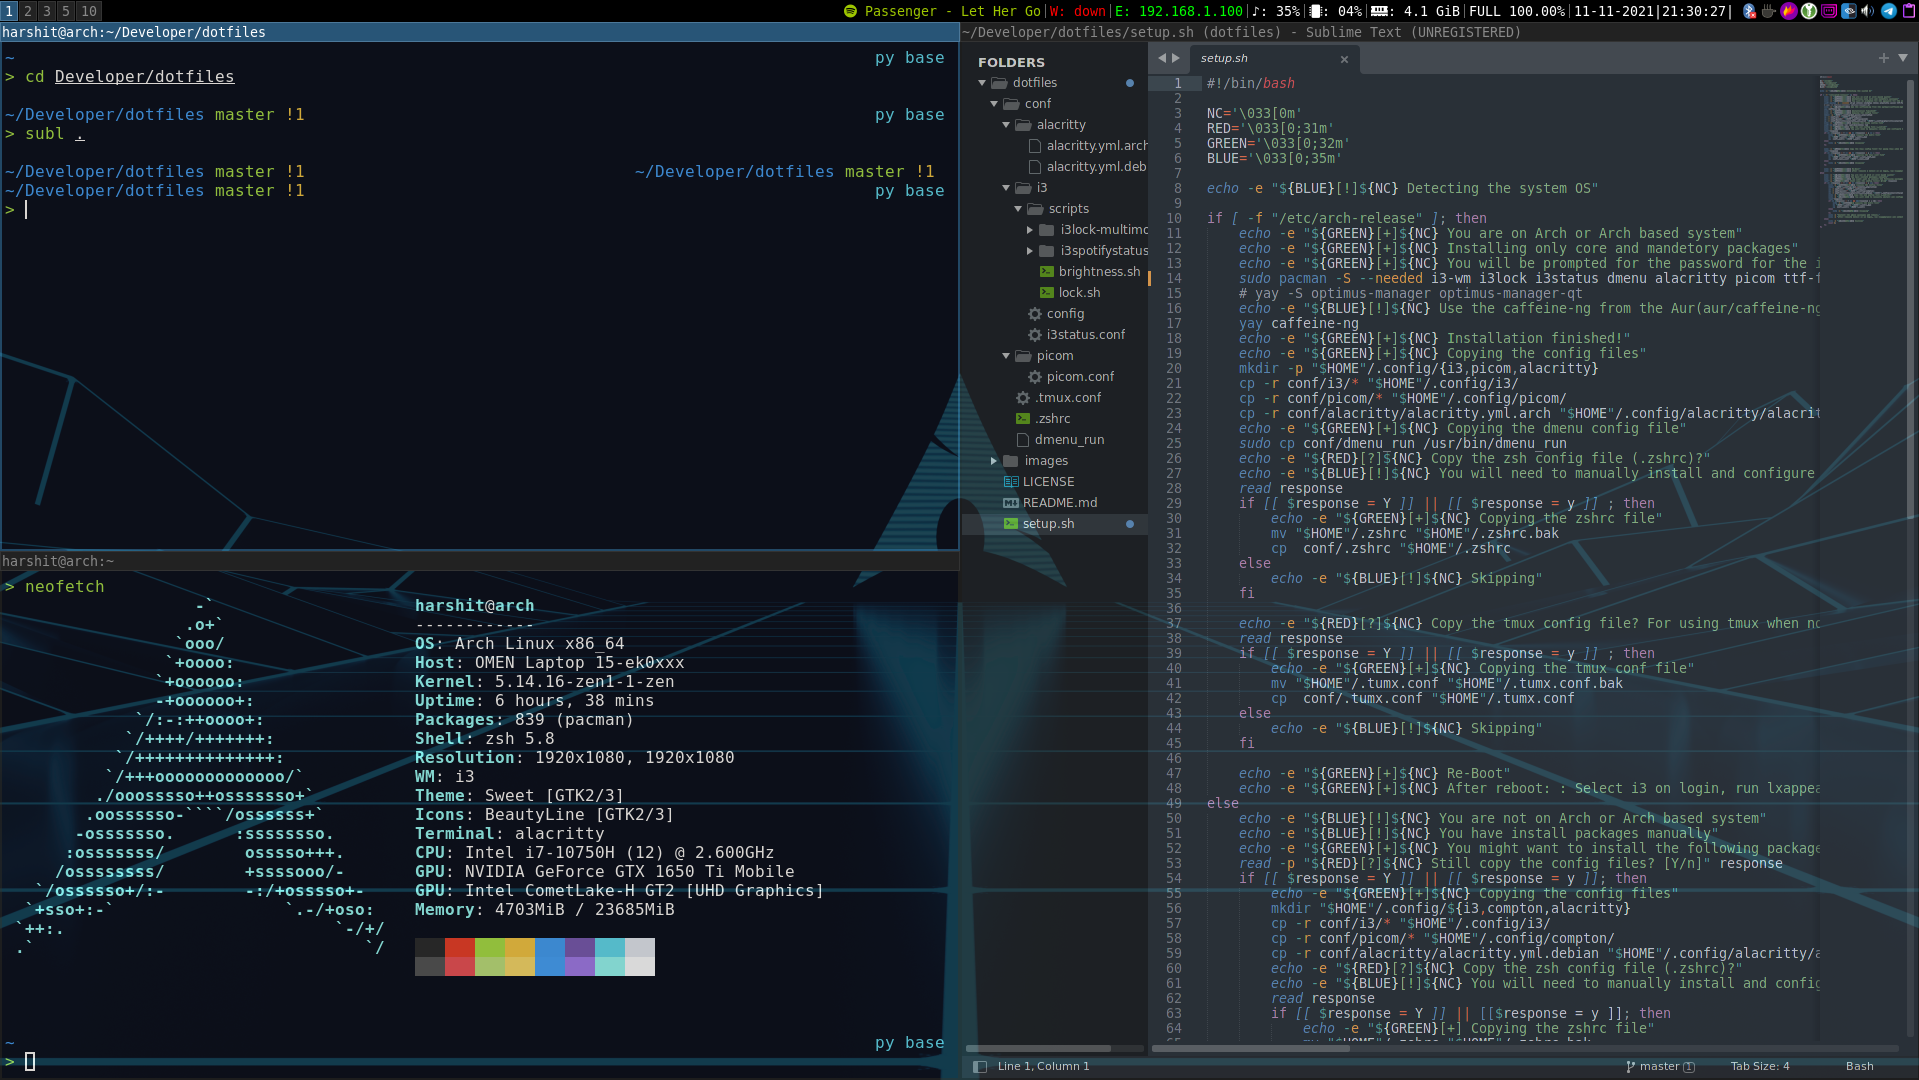 1 2 3 5 10
Passenger - Let Her Go|W: down|E: 192.168.1.100|♪: 35%| : 04%| : 4.1 GiB|FULL 100.00%|11-11-2021|21:30:27|
harshit@arch:~/Developer/dotfiles
~ py base
> cd Developer/dotfiles
~/Developer/dotfiles master !1 py base
> subl .
~/Developer/dotfiles master !1 ~/Developer/dotfiles master !1
~/Developer/dotfiles master !1 py base
>
harshit@arch:~
> neofetch
-`
.o+`
`ooo/
`+oooo:
`+oooooo:
-+oooooo+:
`/:-:++oooo+:
`/++++/+++++++:
`/++++++++++++++:
`/+++ooooooooooooo/`
./ooosssso++osssssso+`
.oossssso-````/ossssss+`
-osssssso. :ssssssso.
:osssssss/ osssso+++.
/ossssssss/ +ssssooo/-
`/ossssso+/:- -:/+osssso+-
`+sso+:-` `.-/+oso:
`++:. `-/+/
.` `/
harshit@arch
------------
OS: Arch Linux x86_64
Host: OMEN Laptop 15-ek0xxx
Kernel: 5.14.16-zen1-1-zen
Uptime: 6 hours, 38 mins
Packages: 839 (pacman)
Shell: zsh 5.8
Resolution: 1920x1080, 1920x1080
WM: i3
Theme: Sweet [GTK2/3]
Icons: BeautyLine [GTK2/3]
Terminal: alacritty
CPU: Intel i7-10750H (12) @ 2.600GHz
GPU: NVIDIA GeForce GTX 1650 Ti Mobile
GPU: Intel CometLake-H GT2 [UHD Graphics]
Memory: 4703MiB / 23685MiB
~ py base
>
~/Developer/dotfiles/setup.sh (dotfiles) - Sublime Text (UNREGISTERED)
FOLDERS
dotfiles
conf
alacritty
alacritty.yml.arch
alacritty.yml.deb
i3
scripts
i3lock-multimo
i3spotifystatus
brightness.sh
lock.sh
config
i3status.conf
picom
picom.conf
.tmux.conf
.zshrc
dmenu_run
images
LICENSE
README.md
setup.sh
setup.sh ×
1 #!/bin/bash
2
3 NC='\033[0m'
4 RED='\033[0;31m'
5 GREEN='\033[0;32m'
6 BLUE='\033[0;35m'
7
8 echo -e "${BLUE}[!]${NC} Detecting the system OS"
9
10 if [ -f "/etc/arch-release" ]; then
11 echo -e "${GREEN}[+]${NC} You are on Arch or Arch based system"
12 echo -e "${GREEN}[+]${NC} Installing only core and mandetory packages"
13 echo -e "${GREEN}[+]${NC} You will be prompted for the password for the i
14 sudo pacman -S --needed i3-wm i3lock i3status dmenu alacritty picom ttf-f
15 # yay -S optimus-manager optimus-manager-qt
16 echo -e "${BLUE}[!]${NC} Use the caffeine-ng from the Aur(aur/caffeine-ng
17 yay caffeine-ng
18 echo -e "${GREEN}[+]${NC} Installation finished!"
19 echo -e "${GREEN}[+]${NC} Copying the config files"
20 mkdir -p "$HOME"/.config/{i3,picom,alacritty}
21 cp -r conf/i3/* "$HOME"/.config/i3/
22 cp -r conf/picom/* "$HOME"/.config/picom/
23 cp -r conf/alacritty/alacritty.yml.arch "$HOME"/.config/alacritty/alacrit
24 echo -e "${GREEN}[+]${NC} Copying the dmenu config file"
25 sudo cp conf/dmenu_run /usr/bin/dmenu_run
26 echo -e "${RED}[?]${NC} Copy the zsh config file (.zshrc)?"
27 echo -e "${BLUE}[!]${NC} You will need to manually install and configure
28 read response
29 if [[ $response = Y ]] || [[ $response = y ]] ; then
30 echo -e "${GREEN}[+]${NC} Copying the zshrc file"
31 mv "$HOME"/.zshrc "$HOME"/.zshrc.bak
32 cp  conf/.zshrc "$HOME"/.zshrc
33 else
34 echo -e "${BLUE}[!]${NC} Skipping"
35 fi
36
37 echo -e "${RED}[?]${NC} Copy the tmux config file? For using tmux when no
38 read response
39 if [[ $response = Y ]] || [[ $response = y ]] ; then
40 echo -e "${GREEN}[+]${NC} Copying the tmux conf file"
41 mv "$HOME"/.tumx.conf "$HOME"/.tumx.conf.bak
42 cp  conf/.tumx.conf "$HOME"/.tumx.conf
43 else
44 echo -e "${BLUE}[!]${NC} Skipping"
45 fi
46
47 echo -e "${GREEN}[+]${NC} Re-Boot"
48 echo -e "${GREEN}[+]${NC} After reboot: : Select i3 on login, run lxappea
49 else
50 echo -e "${BLUE}[!]${NC} You are not on Arch or Arch based system"
51 echo -e "${BLUE}[!]${NC} You have install packages manually"
52 echo -e "${GREEN}[+]${NC} You might want to install the following package
53 read -p "${RED}[?]${NC} Still copy the config files? [Y/n]" response
54 if [[ $response = Y ]] || [[ $response = y ]]; then
55 echo -e "${GREEN}[+]${NC} Copying the config files"
56 mkdir "$HOME"/.config/${i3,compton,alacritty}
57 cp -r conf/i3/* "$HOME"/.config/i3/
58 cp -r conf/picom/* "$HOME"/.config/compton/
59 cp -r conf/alacritty/alacritty.yml.debian "$HOME"/.config/alacritty/a
60 echo -e "${RED}[?]${NC} Copy the zsh config file (.zshrc)?"
61 echo -e "${BLUE}[!]${NC} You will need to manually install and config
62 read response
63 if [[ $response = Y ]] || [[$response = y ]]; then
64 echo -e "${GREEN}[+] Copying the zshrc file"
Line 1, Column 1 master 1 Tab Size: 4 Bash